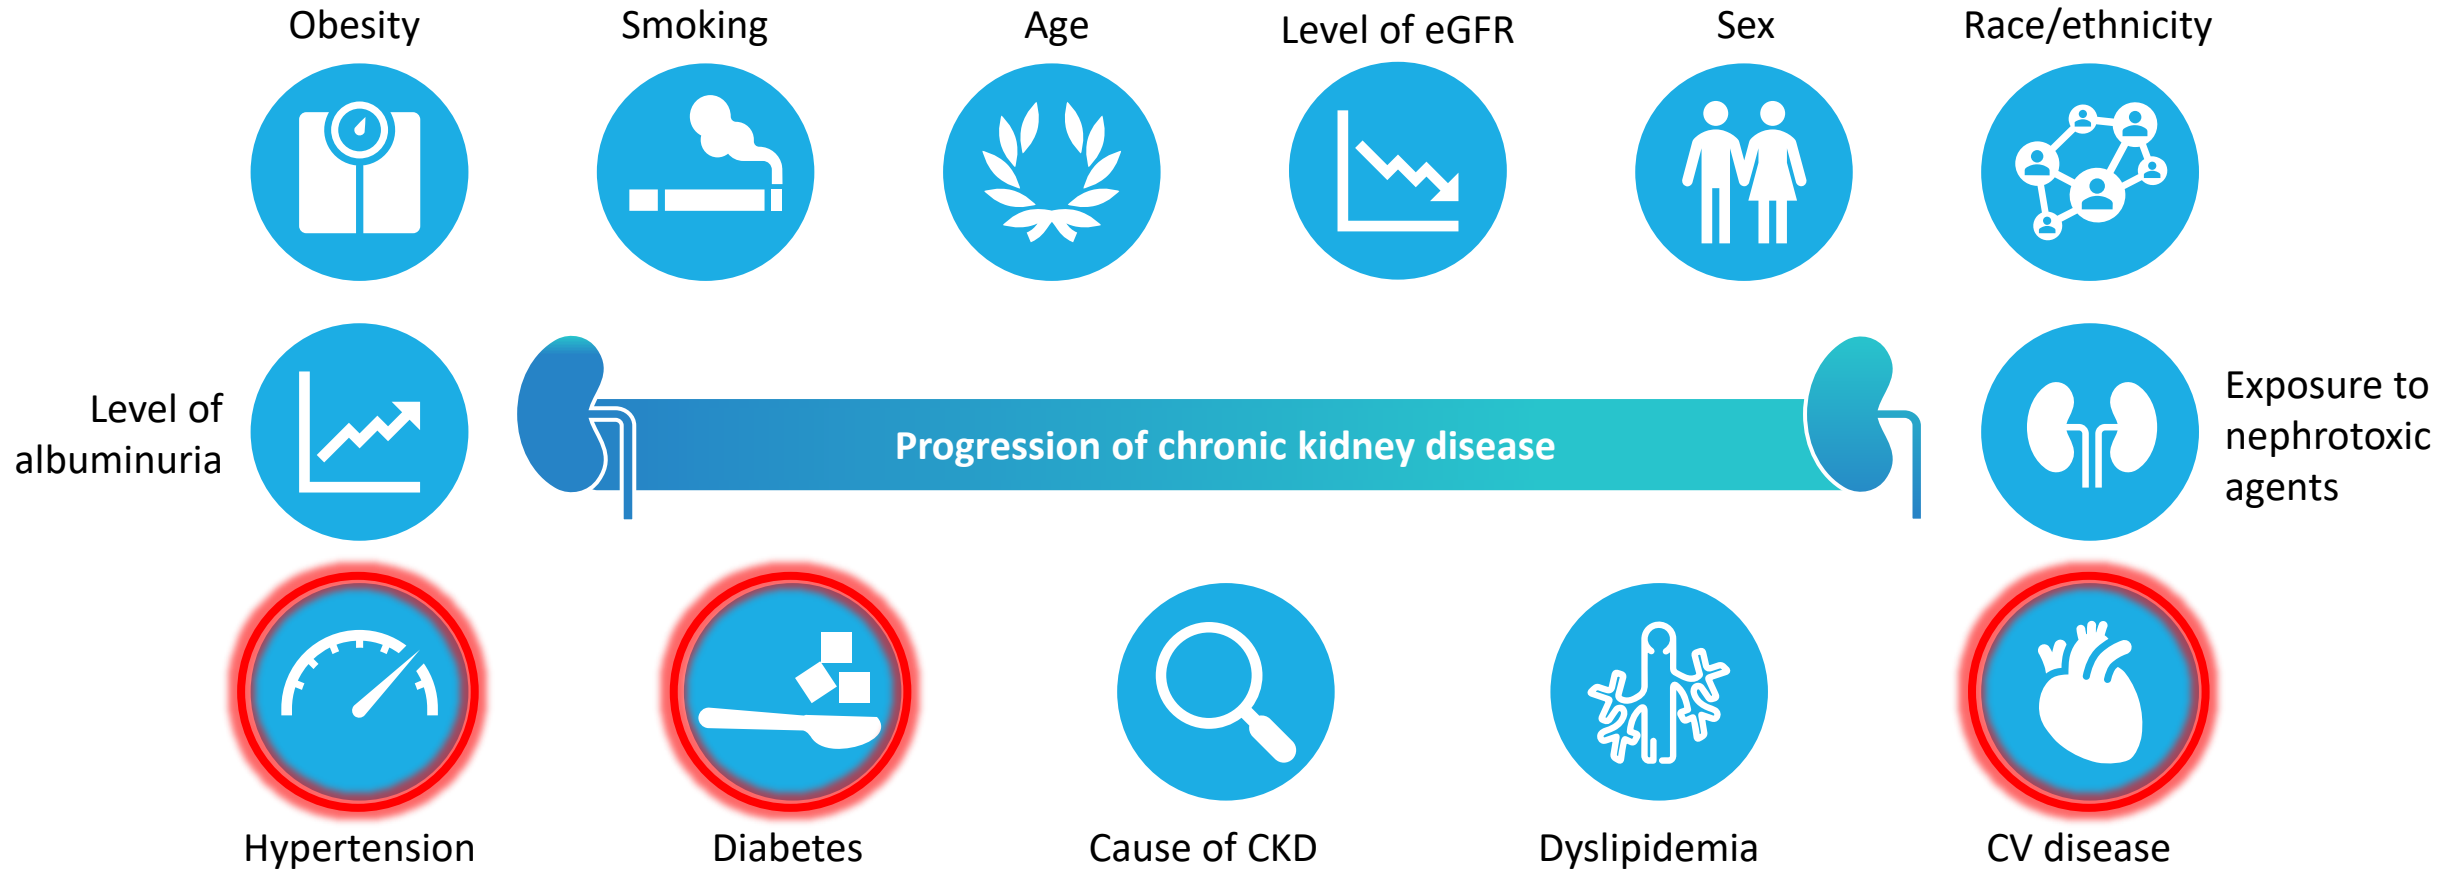 Obesity
Smoking
Age
Level of eGFR
Sex
Race/ethnicity
Level of
albuminuria
Progression of chronic kidney disease
Exposure to
nephrotoxic
agents
Hypertension
Diabetes
Cause of CKD
Dyslipidemia
CV disease